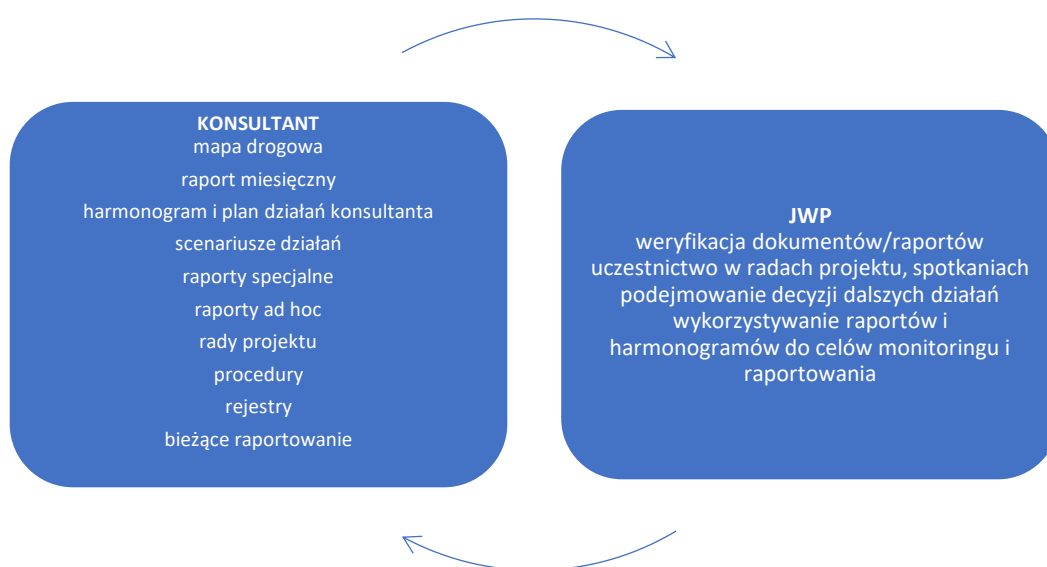 KONSULTANT
mapa drogowa
raport miesięczny
harmonogram i plan działań konsultanta
scenariusze działań
raporty specjalne
raporty ad hoc
rady projektu
procedury
rejestry
bieżące raportowanie
JWP
weryfikacja dokumentów/raportów
uczestnictwo w radach projektu, spotkaniach
podejmowanie decyzji dalszych działań
wykorzystywanie raportów i
harmonogramów do celów monitoringu i
raportowania